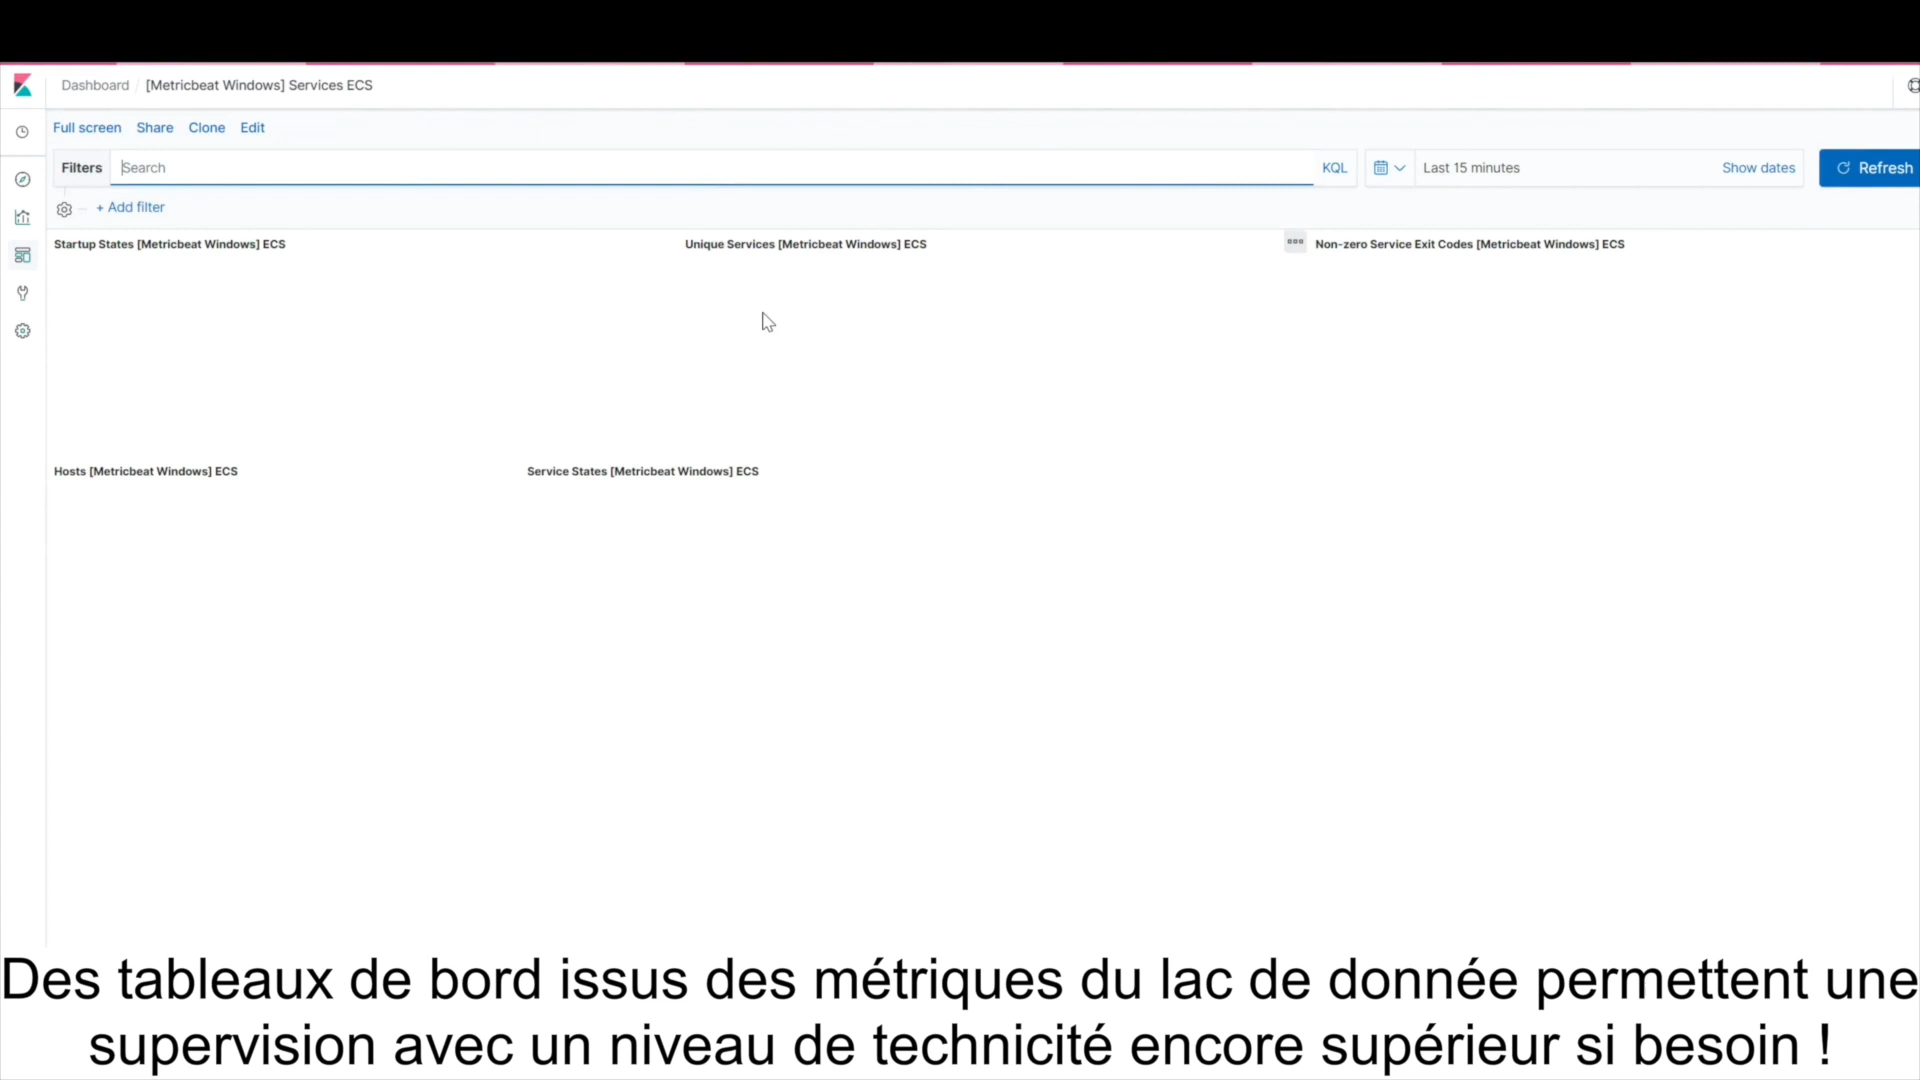 Dashboard / [Metricbeat Windows] Services ECS
Full screen Share Clone Edit
Filters Search KQL Last 15 minutes Show dates Refresh
+ Add filter
Startup States [Metricbeat Windows] ECS
Unique Services [Metricbeat Windows] ECS
Non-zero Service Exit Codes [Metricbeat Windows] ECS
Hosts [Metricbeat Windows] ECS
Service States [Metricbeat Windows] ECS
Des tableaux de bord issus des métriques du lac de donnée permettent une
supervision avec un niveau de technicité encore supérieur si besoin !